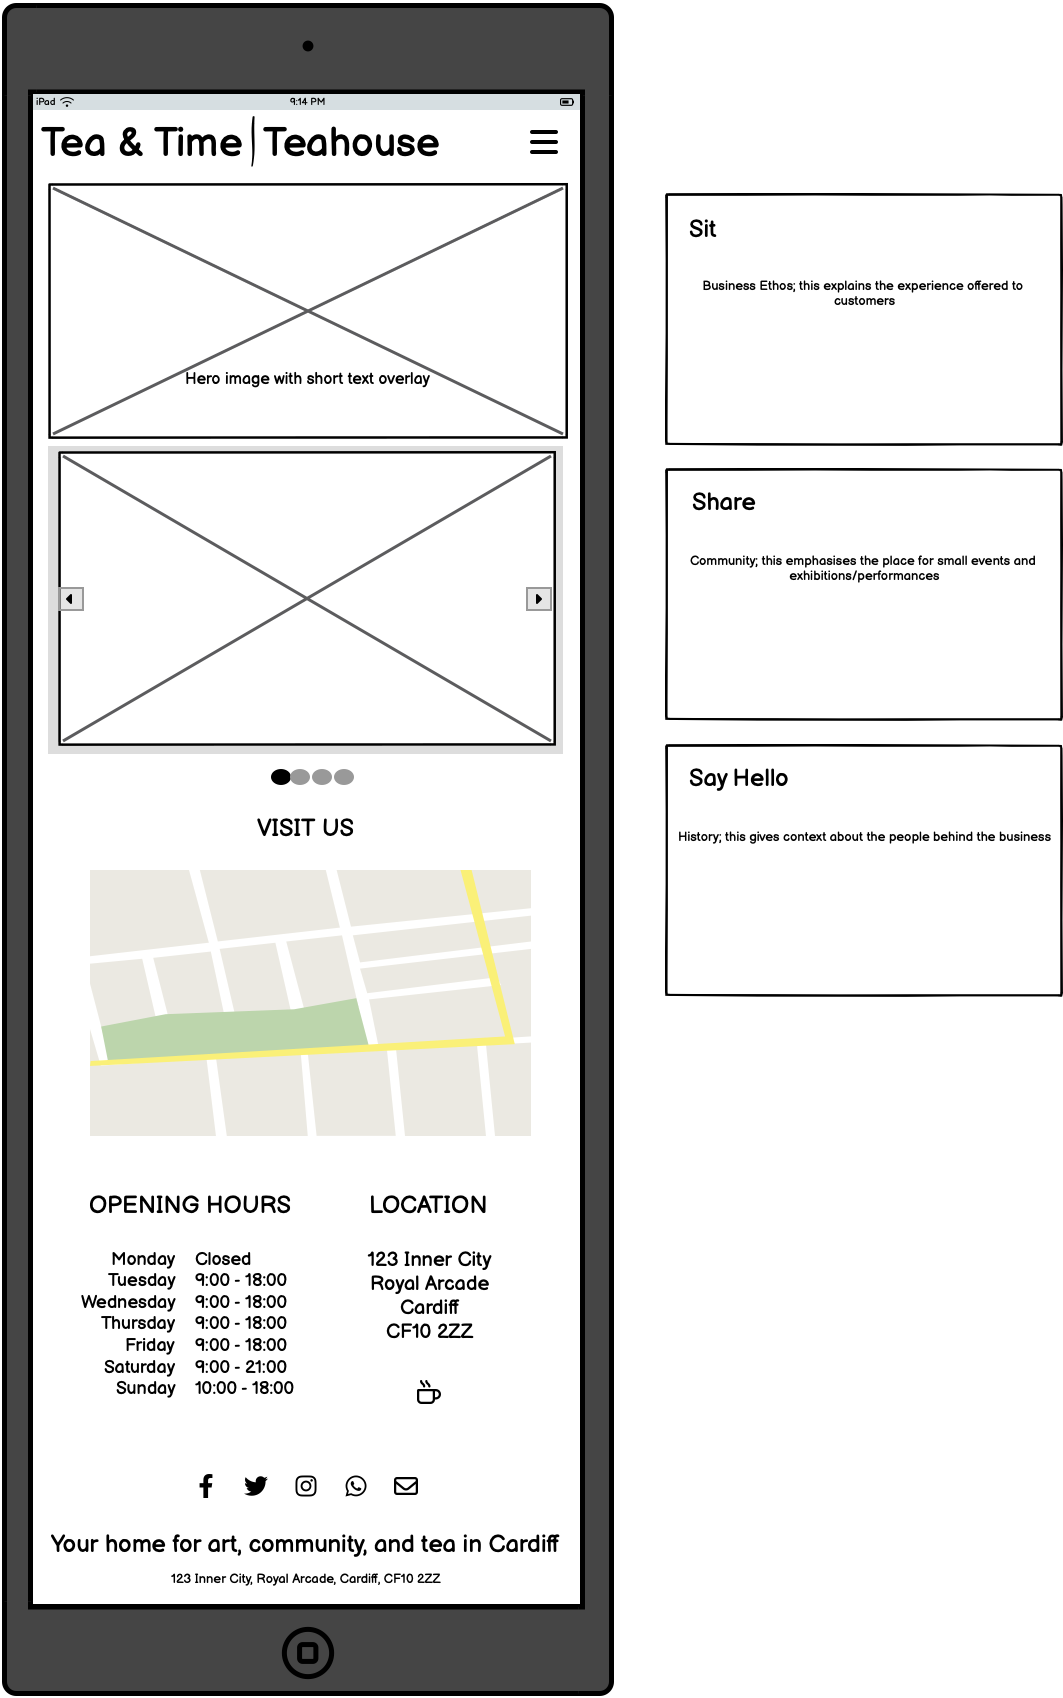 iPad
9:14 PM
Tea & Time Teahouse
Hero image with short text overlay
VISIT US
OPENING HOURS
Monday Closed
Tuesday 9:00 - 18:00
Wednesday 9:00 - 18:00
Thursday 9:00 - 18:00
Friday 9:00 - 18:00
Saturday 9:00 - 21:00
Sunday 10:00 - 18:00
LOCATION
123 Inner City
Royal Arcade
Cardiff
CF10 2ZZ
Your home for art, community, and tea in Cardiff
123 Inner City, Royal Arcade, Cardiff, CF10 2ZZ
Sit
Business Ethos; this explains the experience offered to
customers
Share
Community; this emphasises the place for small events and
exhibitions/performances
Say Hello
History; this gives context about the people behind the business